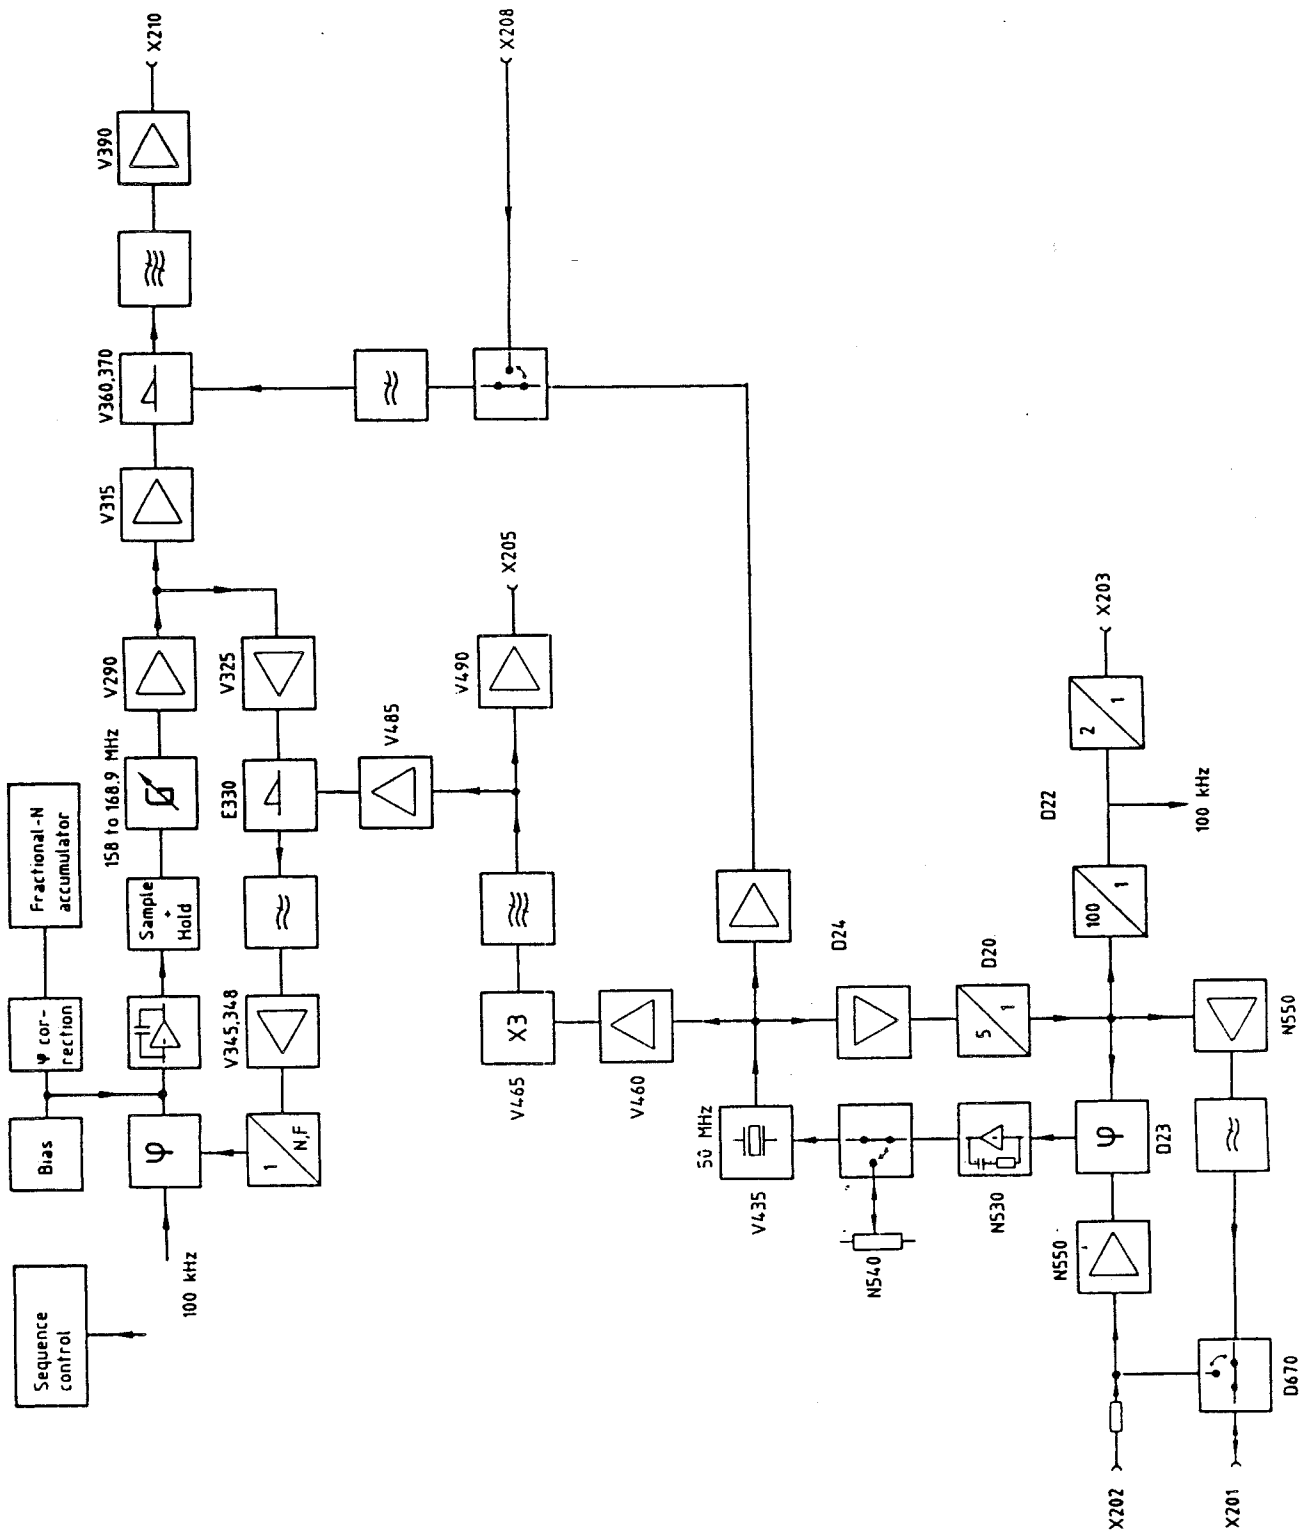 Sequence
control
Bias
φ cor-
rection
Fractional-N
accumulator
100 kHz
φ
Sample
+
Hold
158 to 168.9 MHz
V290
V315
V360,370
V390
X210
1
N,F
V345,348
E330
V325
V485
V465
X3
V490
X205
X208
V460
V435
50 MHz
N540
N530
D24
D20
5
1
X202
N550
φ
D23
100
1
D22
100 kHz
2
1
X203
X201
D670
N550